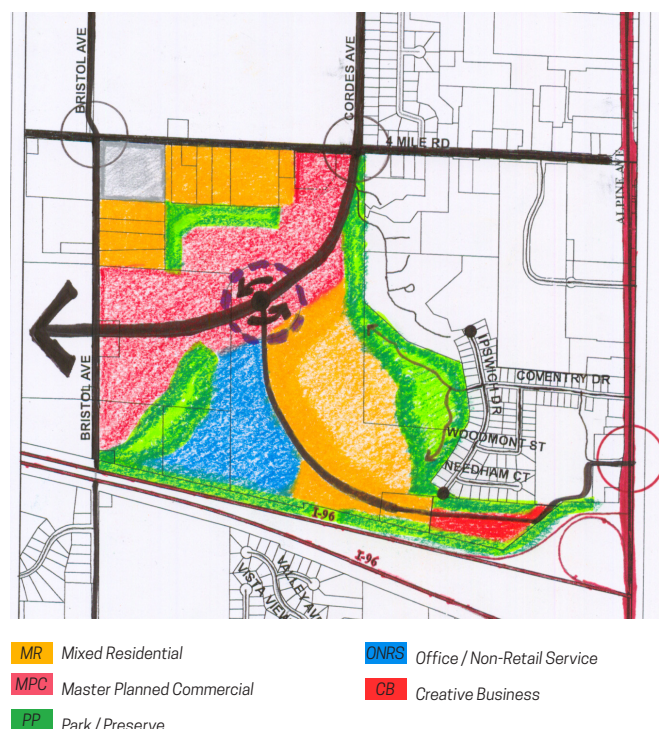 BRISTOL AVE
CORDES AVE
4 MILE RD
ALPINE AVE
BRISTOL AVE
IPSWICH DR
COVENTRY DR
WOODMONT ST
NEEDHAM CT
I-96
I-96
VALLEY AV
VISTA VIEW
MR Mixed Residential
MPC Master Planned Commercial
PP Park / Preserve
ONRS Office / Non-Retail Service
CB Creative Business